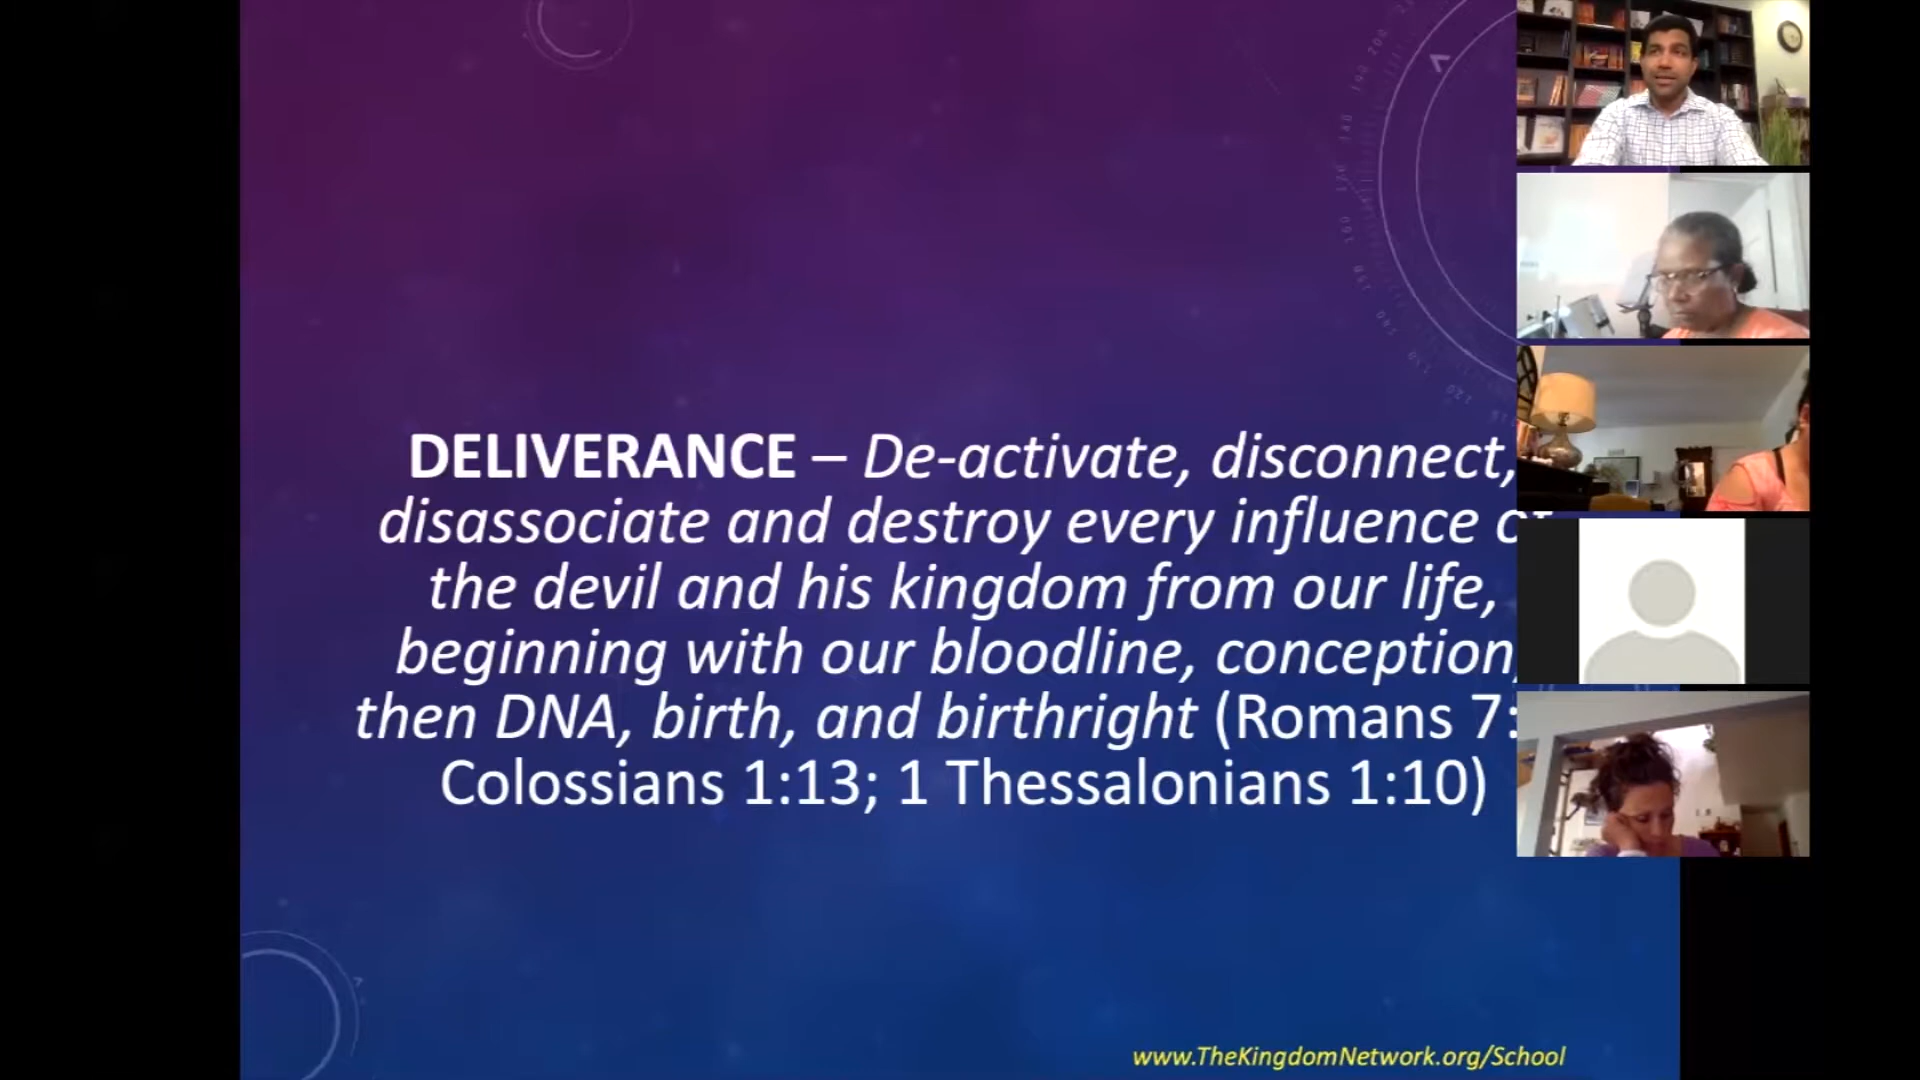 DELIVERANCE – De-activate, disconnect,
disassociate and destroy every influence
the devil and his kingdom from our life,
beginning with our bloodline, conception,
then DNA, birth, and birthright (Romans 7:
Colossians 1:13; 1 Thessalonians 1:10)
www.TheKingdomNetwork.org/School